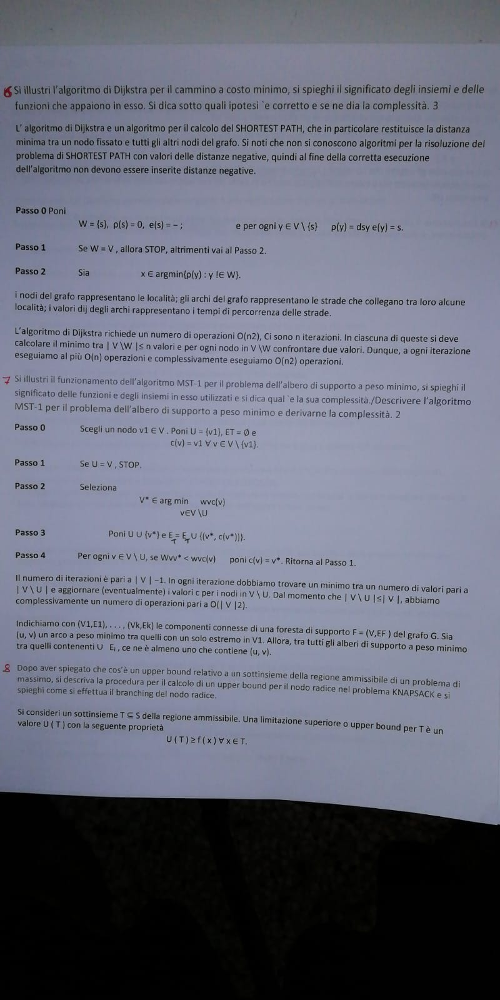 6 Si illustri l'algoritmo di Dijkstra per il cammino a costo minimo, si spieghi il significato degli insiemi e delle
funzioni che appaiono in esso. Si dica sotto quali ipotesi `e corretto e se ne dia la complessità. 3
L' algoritmo di Dijkstra e un algoritmo per il calcolo del SHORTEST PATH, che in particolare restituisce la distanza
minima tra un nodo fissato e tutti gli altri nodi del grafo. Si noti che non si conoscono algoritmi per la risoluzione del
problema di SHORTEST PATH con valori delle distanze negative, quindi al fine della corretta esecuzione
dell'algoritmo non devono essere inserite distanze negative.
Passo 0 Poni
W = {s}, ρ(s) = 0, e(s) = − ; e per ogni y ∈ V \ {s} ρ(y) = dsy e(y) = s.
Passo 1 Se W = V , allora STOP, altrimenti vai al Passo 2.
Passo 2 Sia x ∈ argmin{ρ(y) : y !∈ W}.
i nodi del grafo rappresentano le località; gli archi del grafo rappresentano le strade che collegano tra loro alcune
località; i valori dij degli archi rappresentano i tempi di percorrenza delle strade.
L'algoritmo di Dijkstra richiede un numero di operazioni O(n2), Ci sono n iterazioni. In ciascuna di queste si deve
calcolare il minimo tra | V \W |≤ n valori e per ogni nodo in V \W confrontare due valori. Dunque, a ogni iterazione
eseguiamo al più O(n) operazioni e complessivamente eseguiamo O(n2) operazioni.
7 Si illustri il funzionamento dell'algoritmo MST-1 per il problema dell'albero di supporto a peso minimo, si spieghi il
significato delle funzioni e degli insiemi in esso utilizzati e si dica qual `e la sua complessità./Descrivere l'algoritmo
MST-1 per il problema dell'albero di supporto a peso minimo e derivarne la complessità. 2
Passo 0 Scegli un nodo v1 ∈ V . Poni U = {v1}, ET = Ø e
c(v) = v1 ∀ v ∈ V \ {v1}.
Passo 1 Se U = V , STOP.
Passo 2 Seleziona
V* ∈ arg min wvc(v)
v∈V \U
Passo 3 Poni U ∪ {v*} e E_T = E_T ∪ {(v*, c(v*))}.
Passo 4 Per ogni v ∈ V \ U, se Wvv* < wvc(v) poni c(v) = v*. Ritorna al Passo 1.
Il numero di iterazioni è pari a | V | −1. In ogni iterazione dobbiamo trovare un minimo tra un numero di valori pari a
| V \ U | e aggiornare (eventualmente) i valori c per i nodi in V \ U. Dal momento che | V \ U |≤| V |, abbiamo
complessivamente un numero di operazioni pari a O(| V |2).
Indichiamo con (V1,E1), . . . , (Vk,Ek) le componenti connesse di una foresta di supporto F = (V,EF ) del grafo G. Sia
(u, v) un arco a peso minimo tra quelli con un solo estremo in V1. Allora, tra tutti gli alberi di supporto a peso minimo
tra quelli contenenti ∪ Ei , ce ne è almeno uno che contiene (u, v).
8 Dopo aver spiegato che cos'è un upper bound relativo a un sottinsieme della regione ammissibile di un problema di
massimo, si descriva la procedura per il calcolo di un upper bound per il nodo radice nel problema KNAPSACK e si
spieghi come si effettua il branching del nodo radice.
Si consideri un sottinsieme T ⊆ S della regione ammissibile. Una limitazione superiore o upper bound per T è un
valore U ( T ) con la seguente proprietà
U ( T ) ≥ f ( x ) ∀ x ∈ T.